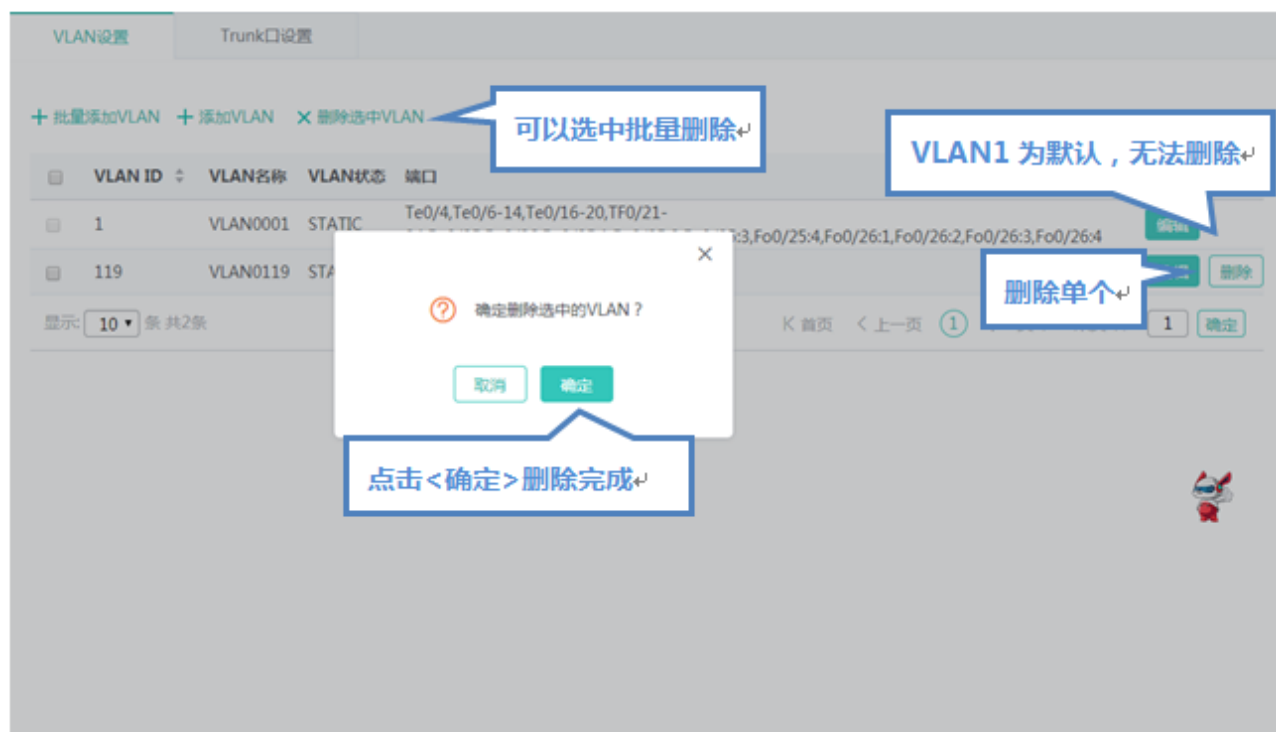 VLAN设置 Trunk口设置
批量添加VLAN 添加VLAN 删除选中VLAN
可以选中批量删除
VLAN1 为默认，无法删除
VLAN ID VLAN名称 VLAN状态 端口
1 VLAN0001 STATIC Te0/4,Te0/6-14,Te0/16-20,TF0/21-
:3,Fo0/25:4,Fo0/26:1,Fo0/26:2,Fo0/26:3,Fo0/26:4 编辑
119 VLAN0119 STA 删除
删除单个
确定删除选中的VLAN？
显示: 10 条 共2条 首页 上一页 1 1 确定
取消 确定
点击<确定>删除完成